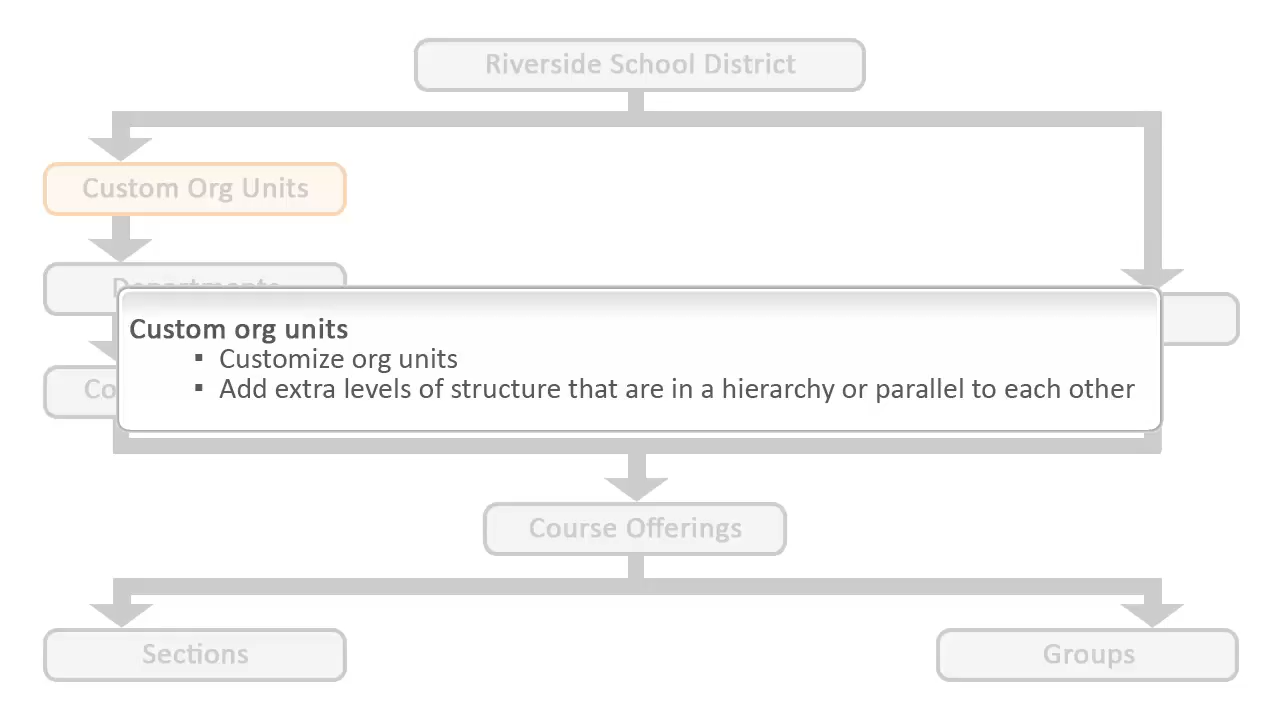 Riverside School District
Custom Org Units
Departments
Custom org units
▪ Customize org units
▪ Add extra levels of structure that are in a hierarchy or parallel to each other
Course Offerings
Sections
Groups